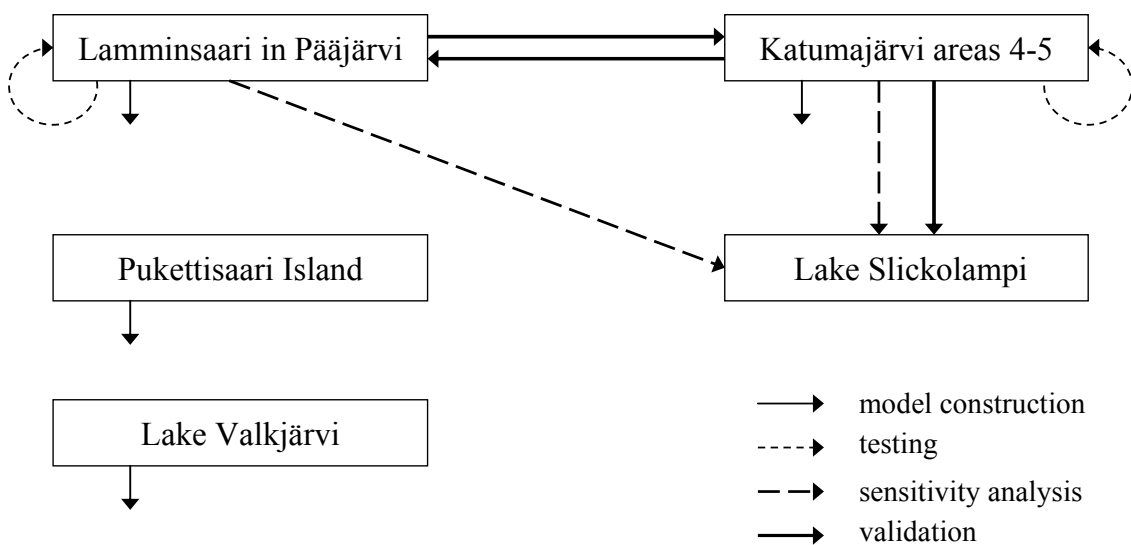 Lamminsaari in Pääjärvi
Katumajärvi areas 4-5
Pukettisaari Island
Lake Slickolampi
Lake Valkjärvi
model construction
testing
sensitivity analysis
validation